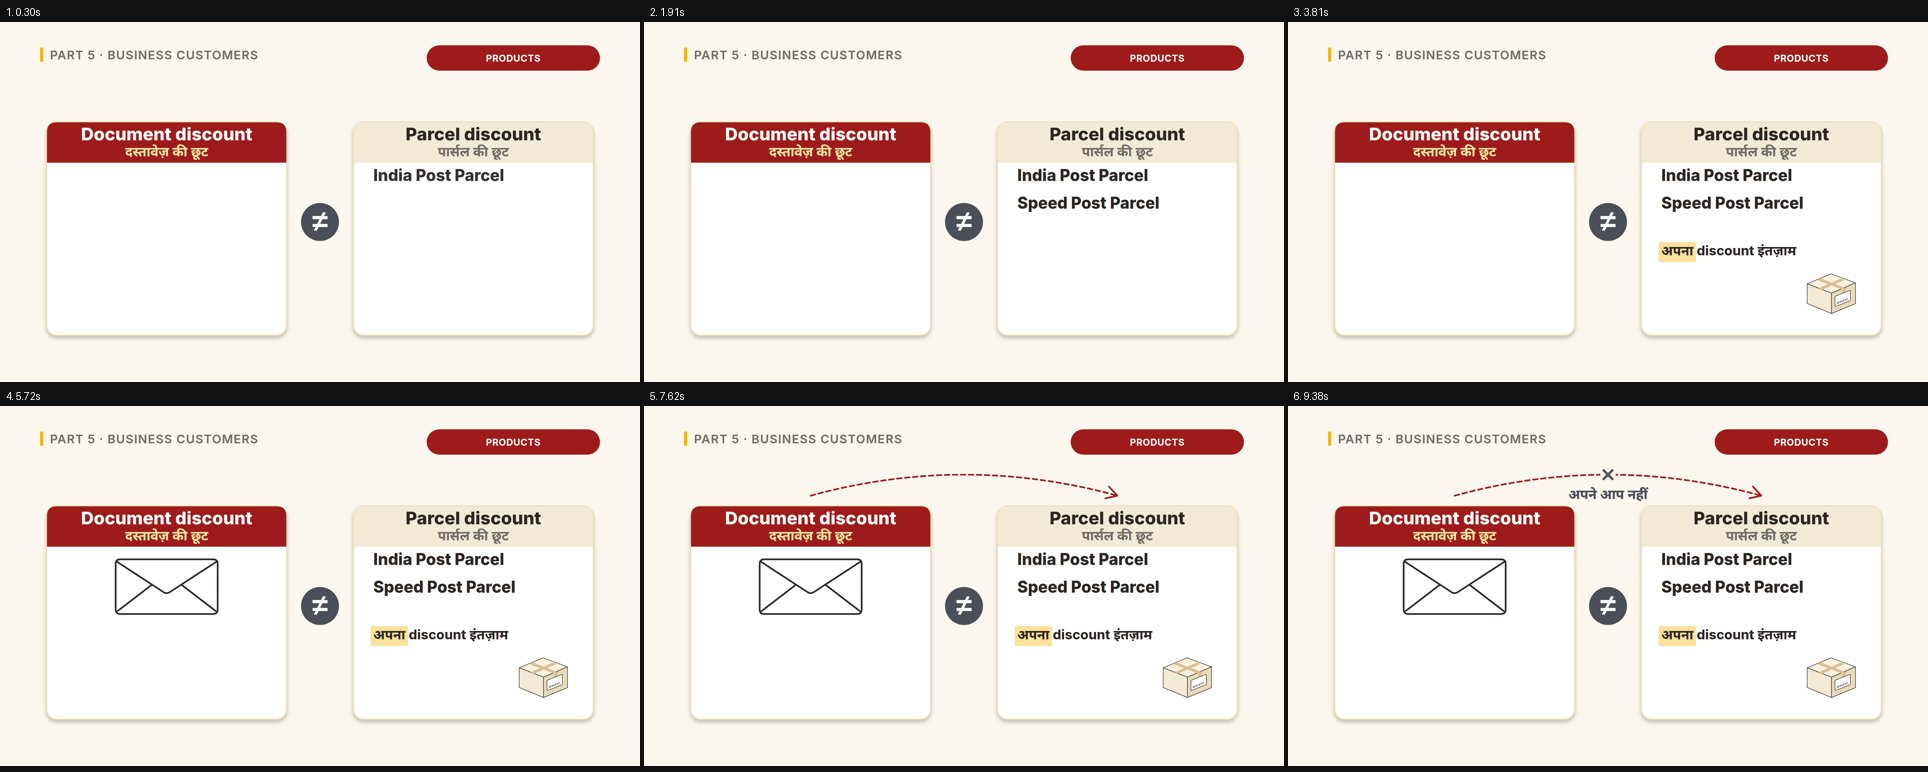 1. 0.30s
PART 5 · BUSINESS CUSTOMERS
PRODUCTS
Document discount
दस्तावेज़ की छूट
≠
Parcel discount
पार्सल की छूट
India Post Parcel
2. 1.91s
PART 5 · BUSINESS CUSTOMERS
PRODUCTS
Document discount
दस्तावेज़ की छूट
≠
Parcel discount
पार्सल की छूट
India Post Parcel
Speed Post Parcel
3. 3.81s
PART 5 · BUSINESS CUSTOMERS
PRODUCTS
Document discount
दस्तावेज़ की छूट
≠
Parcel discount
पार्सल की छूट
India Post Parcel
Speed Post Parcel
अपना discount इंतज़ाम
4. 5.72s
PART 5 · BUSINESS CUSTOMERS
PRODUCTS
Document discount
दस्तावेज़ की छूट
≠
Parcel discount
पार्सल की छूट
India Post Parcel
Speed Post Parcel
अपना discount इंतज़ाम
5. 7.62s
PART 5 · BUSINESS CUSTOMERS
PRODUCTS
Document discount
दस्तावेज़ की छूट
≠
Parcel discount
पार्सल की छूट
India Post Parcel
Speed Post Parcel
अपना discount इंतज़ाम
6. 9.38s
PART 5 · BUSINESS CUSTOMERS
PRODUCTS
×
अपने आप नहीं
Document discount
दस्तावेज़ की छूट
≠
Parcel discount
पार्सल की छूट
India Post Parcel
Speed Post Parcel
अपना discount इंतज़ाम